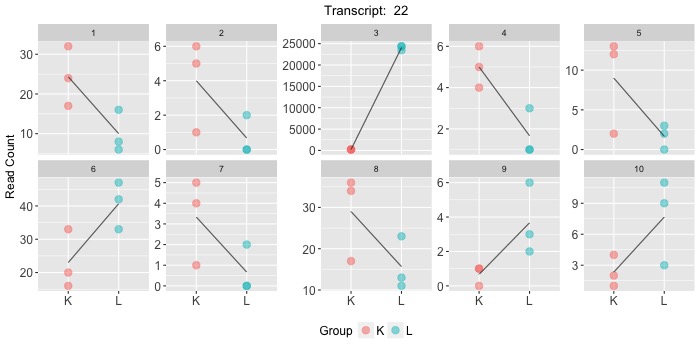 Transcript: 22
1 2 3 4 5
30 20 10
6 4 2 0
25000 20000 15000 10000 5000 0
6 4 2
10 5 0
Read Count
6 7 8 9 10
40 30 20
5 4 3 2 1 0
30 20 10
6 4 2 0
9 6 3
K L K L K L K L K L
Group K L